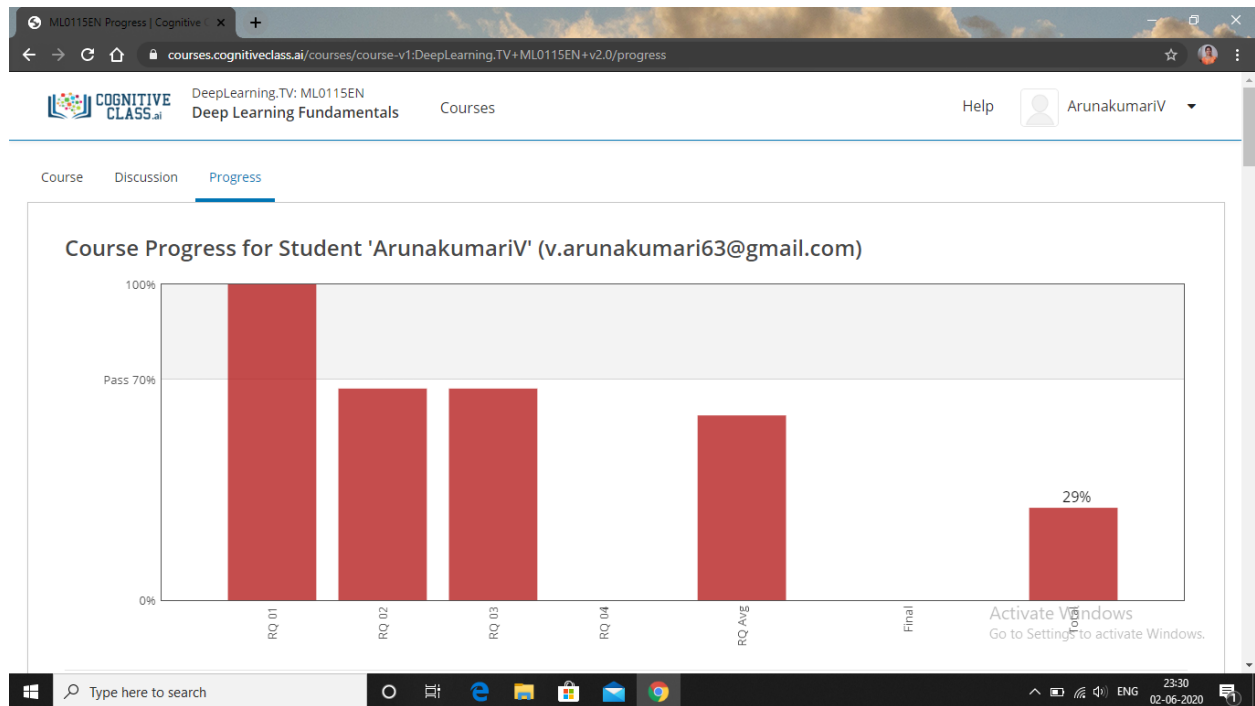 ML0115EN Progress | Cognitive C
courses.cognitiveclass.ai/courses/course-v1:DeepLearning.TV+ML0115EN+v2.0/progress
COGNITIVE
CLASS.ai
DeepLearning.TV: ML0115EN
Deep Learning Fundamentals
Courses
Help
ArunakumariV
Course
Discussion
Progress
Course Progress for Student 'ArunakumariV' (v.arunakumari63@gmail.com)
100%
Pass 70%
29%
0%
RQ 01
RQ 02
RQ 03
RQ 04
RQ Avg
Final
Total
Activate Windows
Go to Settings to activate Windows.
Type here to search
ENG
23:30
02-06-2020
1